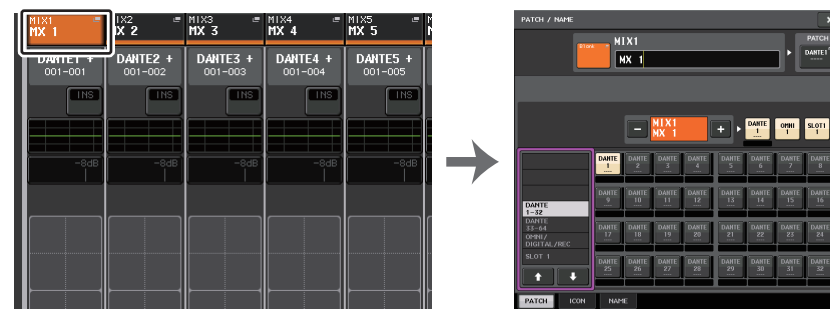 MIX1 IX2 MIX3 MIX4 MIX5
MX 1 X 2 MX 3 MX 4 MX 5
DANTE1 + DANTE2 + DANTE3 + DANTE4 + DANTE5 +
001-001 001-002 001-003 001-004 001-005
INS INS INS INS INS
-8dB -8dB -8dB -8dB -8dB
PATCH / NAME
Blank
MIX1
MX 1
PATCH
DANTE1
MIX1
MX 1
DANTE 1 OMNI 1 SLOT1 1
- +
DANTE 1-32
DANTE 33-64
OMNI/ DIGITAL/REC
SLOT 1
DANTE 1 DANTE 2 DANTE 3 DANTE 4 DANTE 5 DANTE 6 DANTE 7 DANTE 8
DANTE 9 DANTE 10 DANTE 11 DANTE 12 DANTE 13 DANTE 14 DANTE 15 DANTE 16
DANTE 17 DANTE 18 DANTE 19 DANTE 20 DANTE 21 DANTE 22 DANTE 23 DANTE 24
DANTE 25 DANTE 26 DANTE 27 DANTE 28 DANTE 29 DANTE 30 DANTE 31 DANTE 32
PATCH ICON NAME